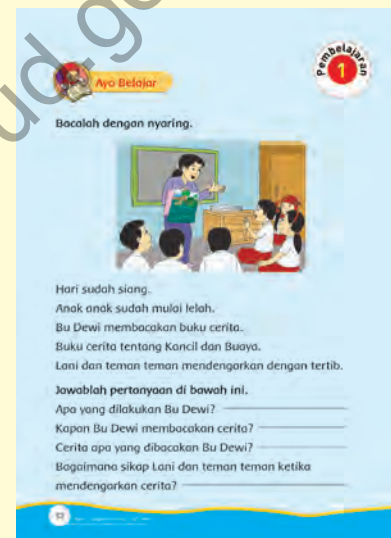 ud.go
Pembelajaran
1
Ayo Belajar
Bacalah dengan nyaring.
Hari sudah siang.
Anak anak sudah mulai lelah.
Bu Dewi membacakan buku cerita.
Buku cerita tentang Kancil dan Buaya.
Lani dan teman teman mendengarkan dengan tertib.
Jawablah pertanyaan di bawah ini.
Apa yang dilakukan Bu Dewi?
Kapan Bu Dewi membacakan cerita?
Cerita apa yang dibacakan Bu Dewi?
Bagaimana sikap Lani dan teman teman ketika
mendengarkan cerita?